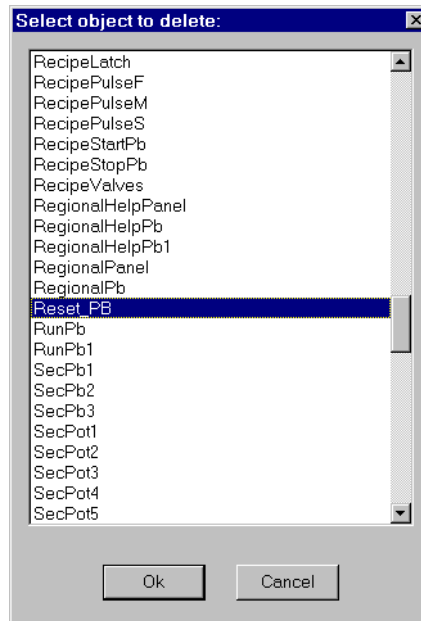 Select object to delete:
RecipeLatch
RecipePulseF
RecipePulseM
RecipePulseS
RecipeStartPb
RecipeStopPb
RecipeValves
RegionalHelpPanel
RegionalHelpPb
RegionalHelpPb1
RegionalPanel
RegionalPb
Reset_PB
RunPb
RunPb1
SecPb1
SecPb2
SecPb3
SecPot1
SecPot2
SecPot3
SecPot4
SecPot5
Ok Cancel